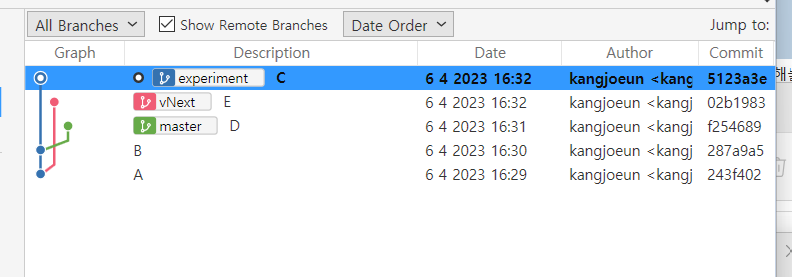 All Branches Show Remote Branches Date Order Jump to:
Graph Description Date Author Commit
experiment C 6 4 2023 16:32 kangjoeun <kang 5123a3e
vNext E 6 4 2023 16:32 kangjoeun <kangj 02b1983
master D 6 4 2023 16:31 kangjoeun <kangj f254689
B 6 4 2023 16:30 kangjoeun <kangj 287a9a5
A 6 4 2023 16:29 kangjoeun <kangj 243f402